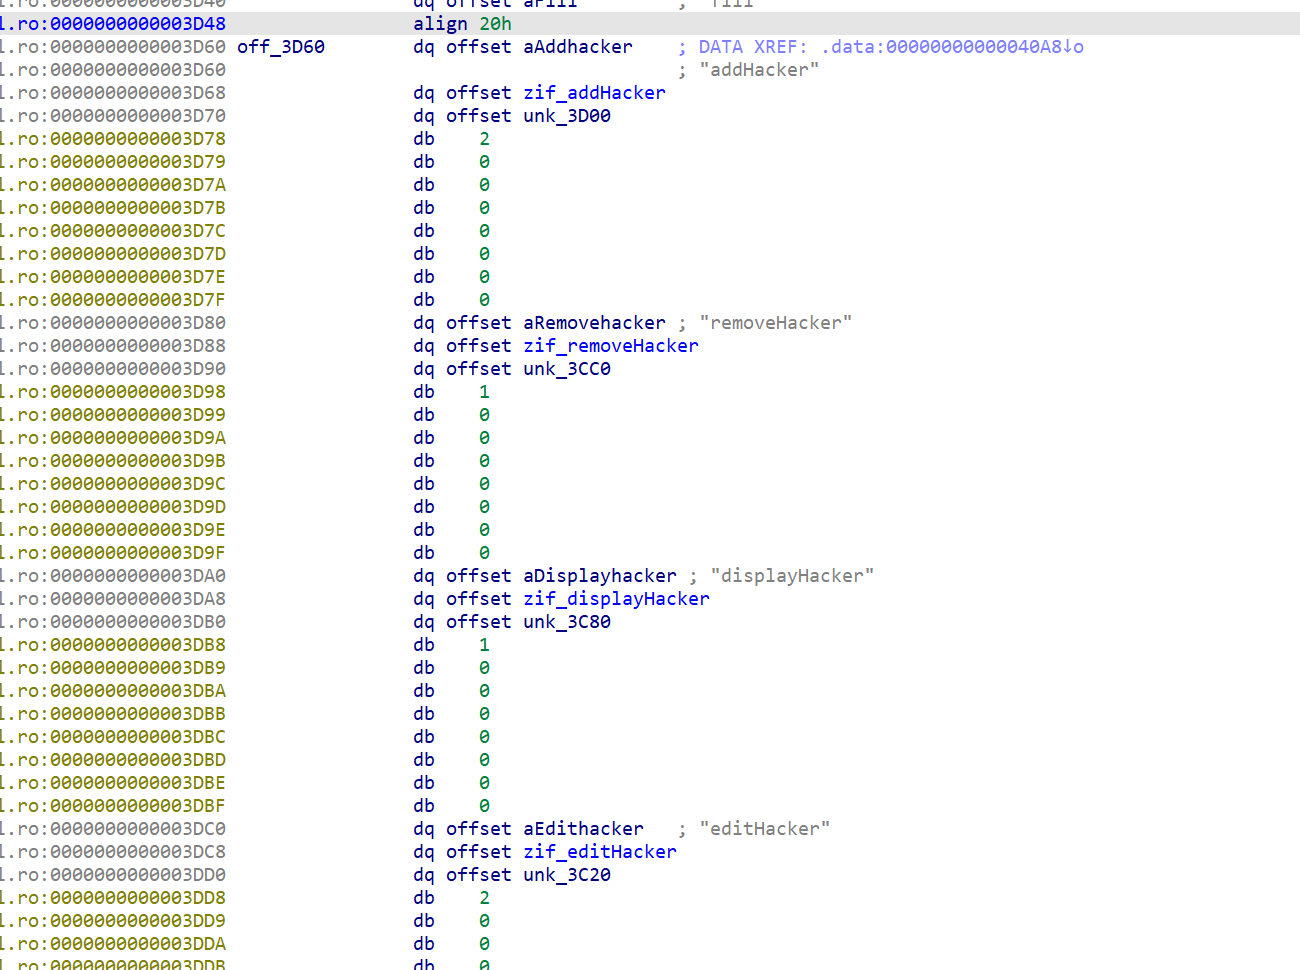 l.ro:0000000000003D40 dq offset aFill ; "fill"
l.ro:0000000000003D48 align 20h
l.ro:0000000000003D60 off_3D60 dq offset aAddhacker ; DATA XREF: .data:00000000000040A8↓o
l.ro:0000000000003D60 ; "addHacker"
l.ro:0000000000003D68 dq offset zif_addHacker
l.ro:0000000000003D70 dq offset unk_3D00
l.ro:0000000000003D78 db 2
l.ro:0000000000003D79 db 0
l.ro:0000000000003D7A db 0
l.ro:0000000000003D7B db 0
l.ro:0000000000003D7C db 0
l.ro:0000000000003D7D db 0
l.ro:0000000000003D7E db 0
l.ro:0000000000003D7F db 0
l.ro:0000000000003D80 dq offset aRemovehacker ; "removeHacker"
l.ro:0000000000003D88 dq offset zif_removeHacker
l.ro:0000000000003D90 dq offset unk_3CC0
l.ro:0000000000003D98 db 1
l.ro:0000000000003D99 db 0
l.ro:0000000000003D9A db 0
l.ro:0000000000003D9B db 0
l.ro:0000000000003D9C db 0
l.ro:0000000000003D9D db 0
l.ro:0000000000003D9E db 0
l.ro:0000000000003D9F db 0
l.ro:0000000000003DA0 dq offset aDisplayhacker ; "displayHacker"
l.ro:0000000000003DA8 dq offset zif_displayHacker
l.ro:0000000000003DB0 dq offset unk_3C80
l.ro:0000000000003DB8 db 1
l.ro:0000000000003DB9 db 0
l.ro:0000000000003DBA db 0
l.ro:0000000000003DBB db 0
l.ro:0000000000003DBC db 0
l.ro:0000000000003DBD db 0
l.ro:0000000000003DBE db 0
l.ro:0000000000003DBF db 0
l.ro:0000000000003DC0 dq offset aEdithacker ; "editHacker"
l.ro:0000000000003DC8 dq offset zif_editHacker
l.ro:0000000000003DD0 dq offset unk_3C20
l.ro:0000000000003DD8 db 2
l.ro:0000000000003DD9 db 0
l.ro:0000000000003DDA db 0
l.ro:0000000000003DDB db 0